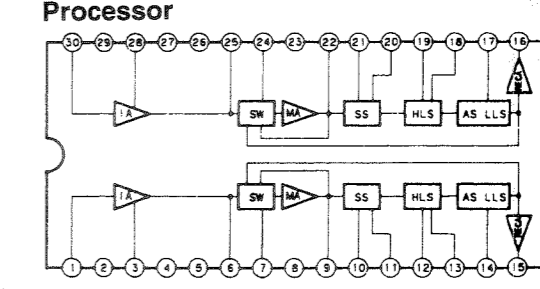 Processor
30 29 28 27 26 25 24 23 22 21 20 19 18 17 16
IA SW MA SS HLS AS LLS
IA SW MA SS HLS AS LLS
1 2 3 4 5 6 7 8 9 10 11 12 13 14 15